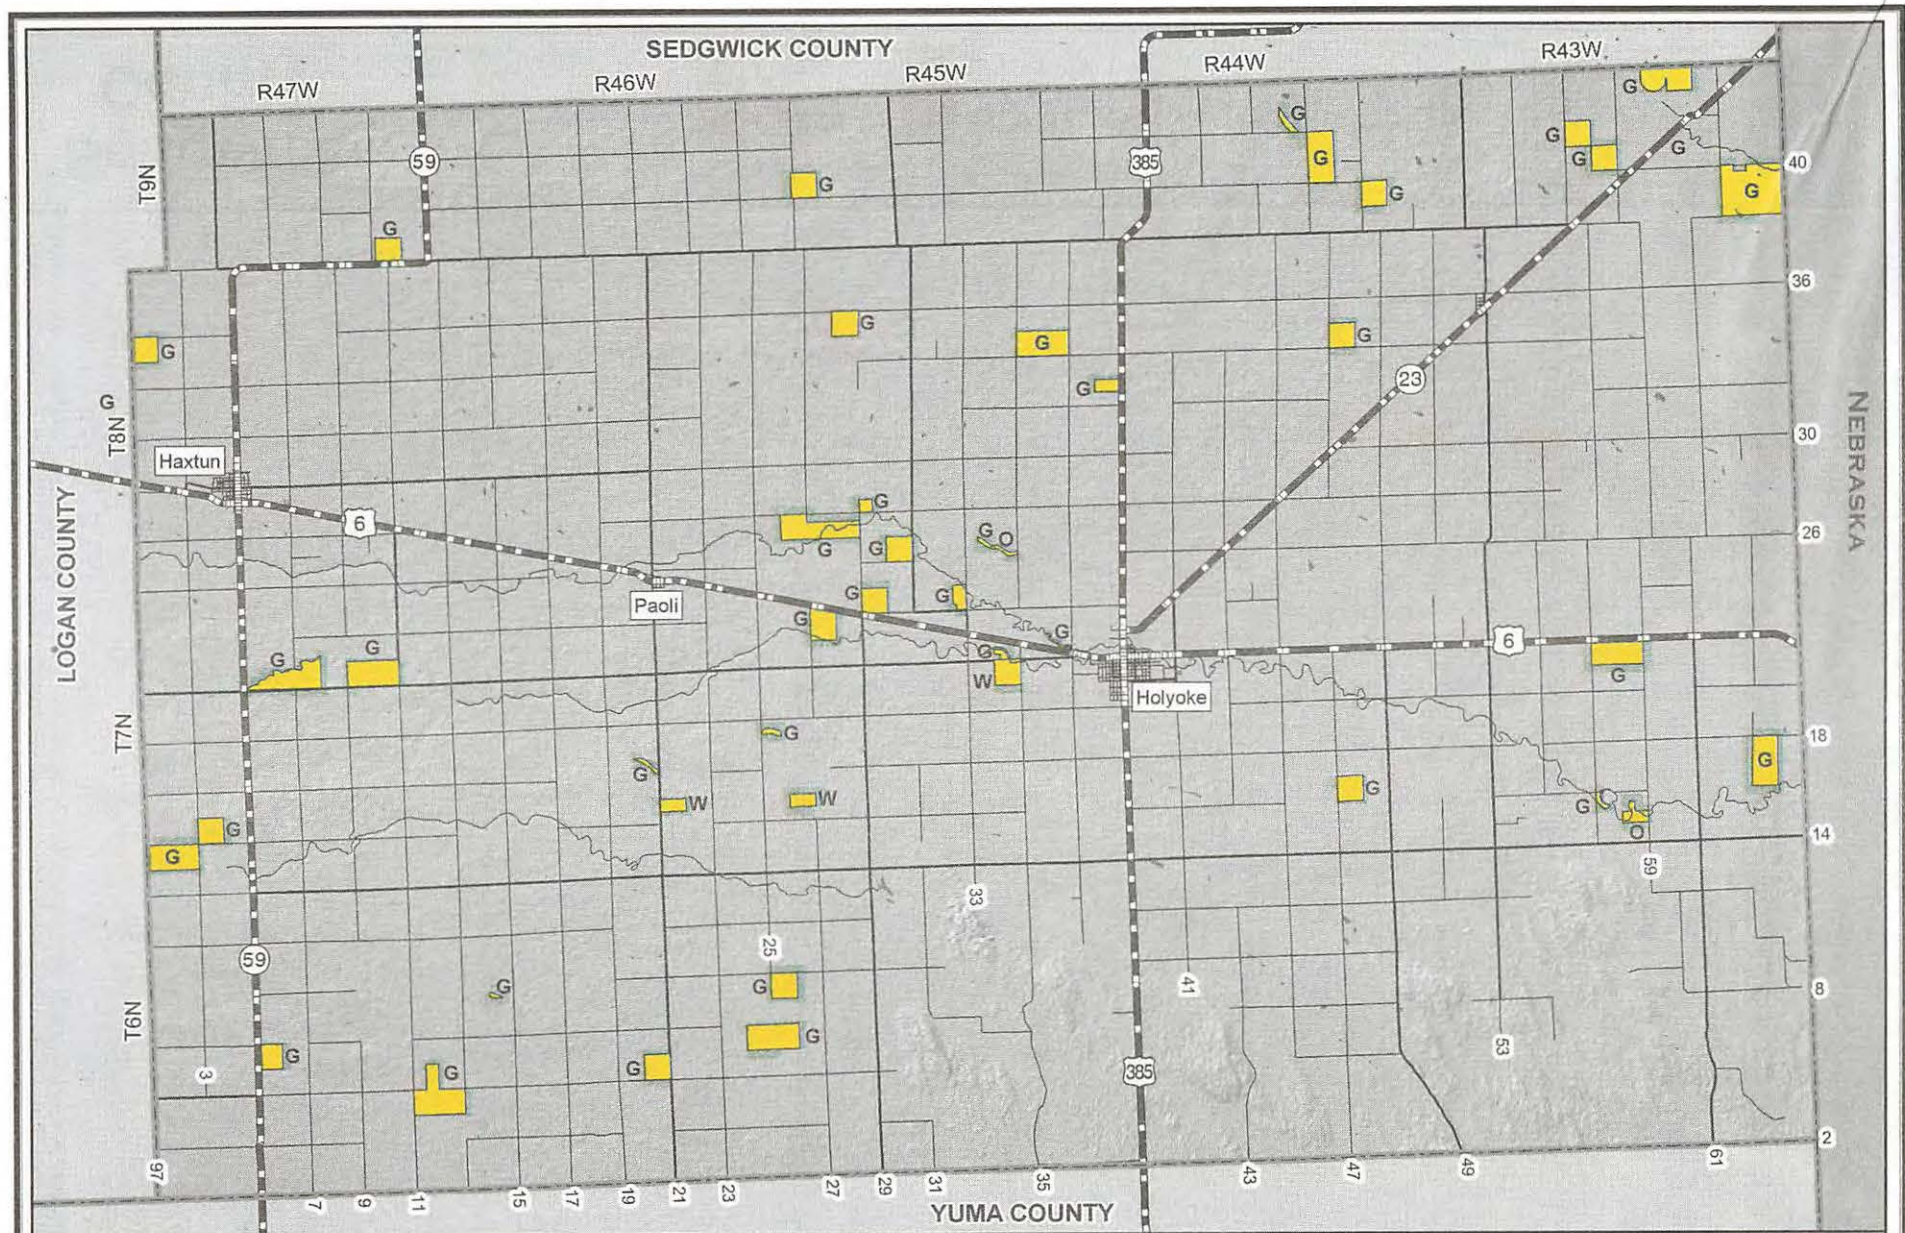 SEDGWICK COUNTY
R47W
R46W
R45W
R44W
R43W
T9N
59
385
G
G
G
G
G
G
G
G
G
G
40
36
G
G
G
G
G
23
G
T8N
30
NEBRASKA
Haxtun
LOGAN COUNTY
6
G
G
G
G O
26
Paoli
G
G
G
G
6
G
G
G
W
G
Holyoke
T7N
G
G
18
G
G
W
W
G
G
O
14
G
G
33
59
59
25
41
8
T6N
G
G
G
53
3
G
G
G
385
2
97
7
9
11
15
17
19
21
23
27
29
31
35
43
47
49
61
YUMA COUNTY